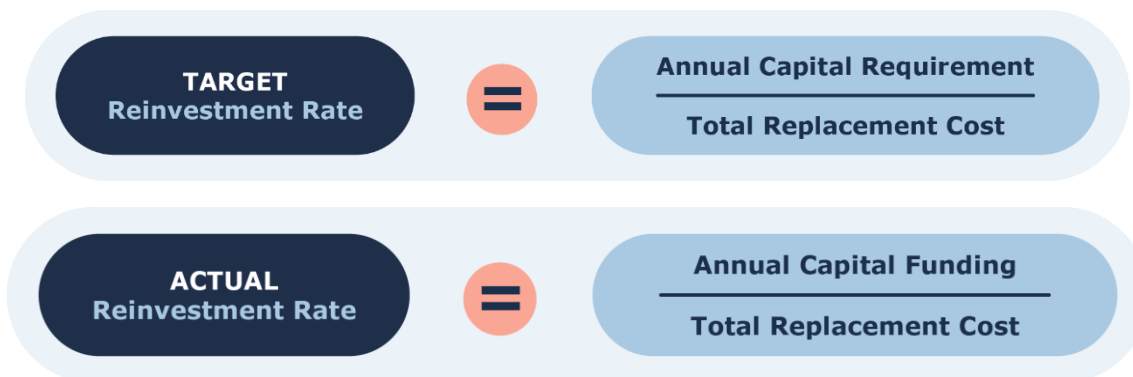 TARGET
Reinvestment Rate
=
Annual Capital Requirement
Total Replacement Cost
ACTUAL
Reinvestment Rate
=
Annual Capital Funding
Total Replacement Cost